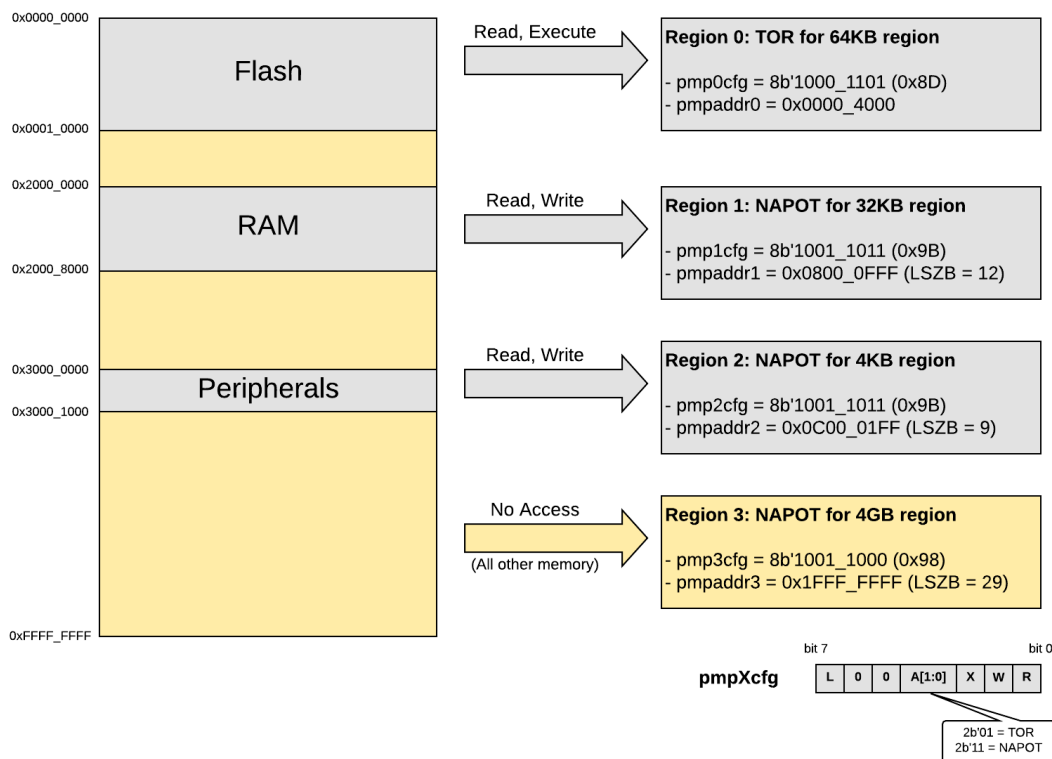 0x0000_0000
Flash
0x0001_0000
0x2000_0000
RAM
0x2000_8000
0x3000_0000
Peripherals
0x3000_1000
0xFFFF_FFFF
Read, Execute
Region 0: TOR for 64KB region
- pmp0cfg = 8b'1000_1101 (0x8D)
- pmpaddr0 = 0x0000_4000
Read, Write
Region 1: NAPOT for 32KB region
- pmp1cfg = 8b'1001_1011 (0x9B)
- pmpaddr1 = 0x0800_0FFF (LSZB = 12)
Read, Write
Region 2: NAPOT for 4KB region
- pmp2cfg = 8b'1001_1011 (0x9B)
- pmpaddr2 = 0x0C00_01FF (LSZB = 9)
No Access
(All other memory)
Region 3: NAPOT for 4GB region
- pmp3cfg = 8b'1001_1000 (0x98)
- pmpaddr3 = 0x1FFF_FFFF (LSZB = 29)
bit 7 bit 0
pmpXcfg L 0 0 A[1:0] X W R
2b'01 = TOR
2b'11 = NAPOT